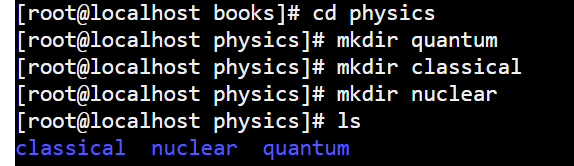 [root@localhost books]# cd physics
[root@localhost physics]# mkdir quantum
[root@localhost physics]# mkdir classical
[root@localhost physics]# mkdir nuclear
[root@localhost physics]# ls
classical  nuclear  quantum